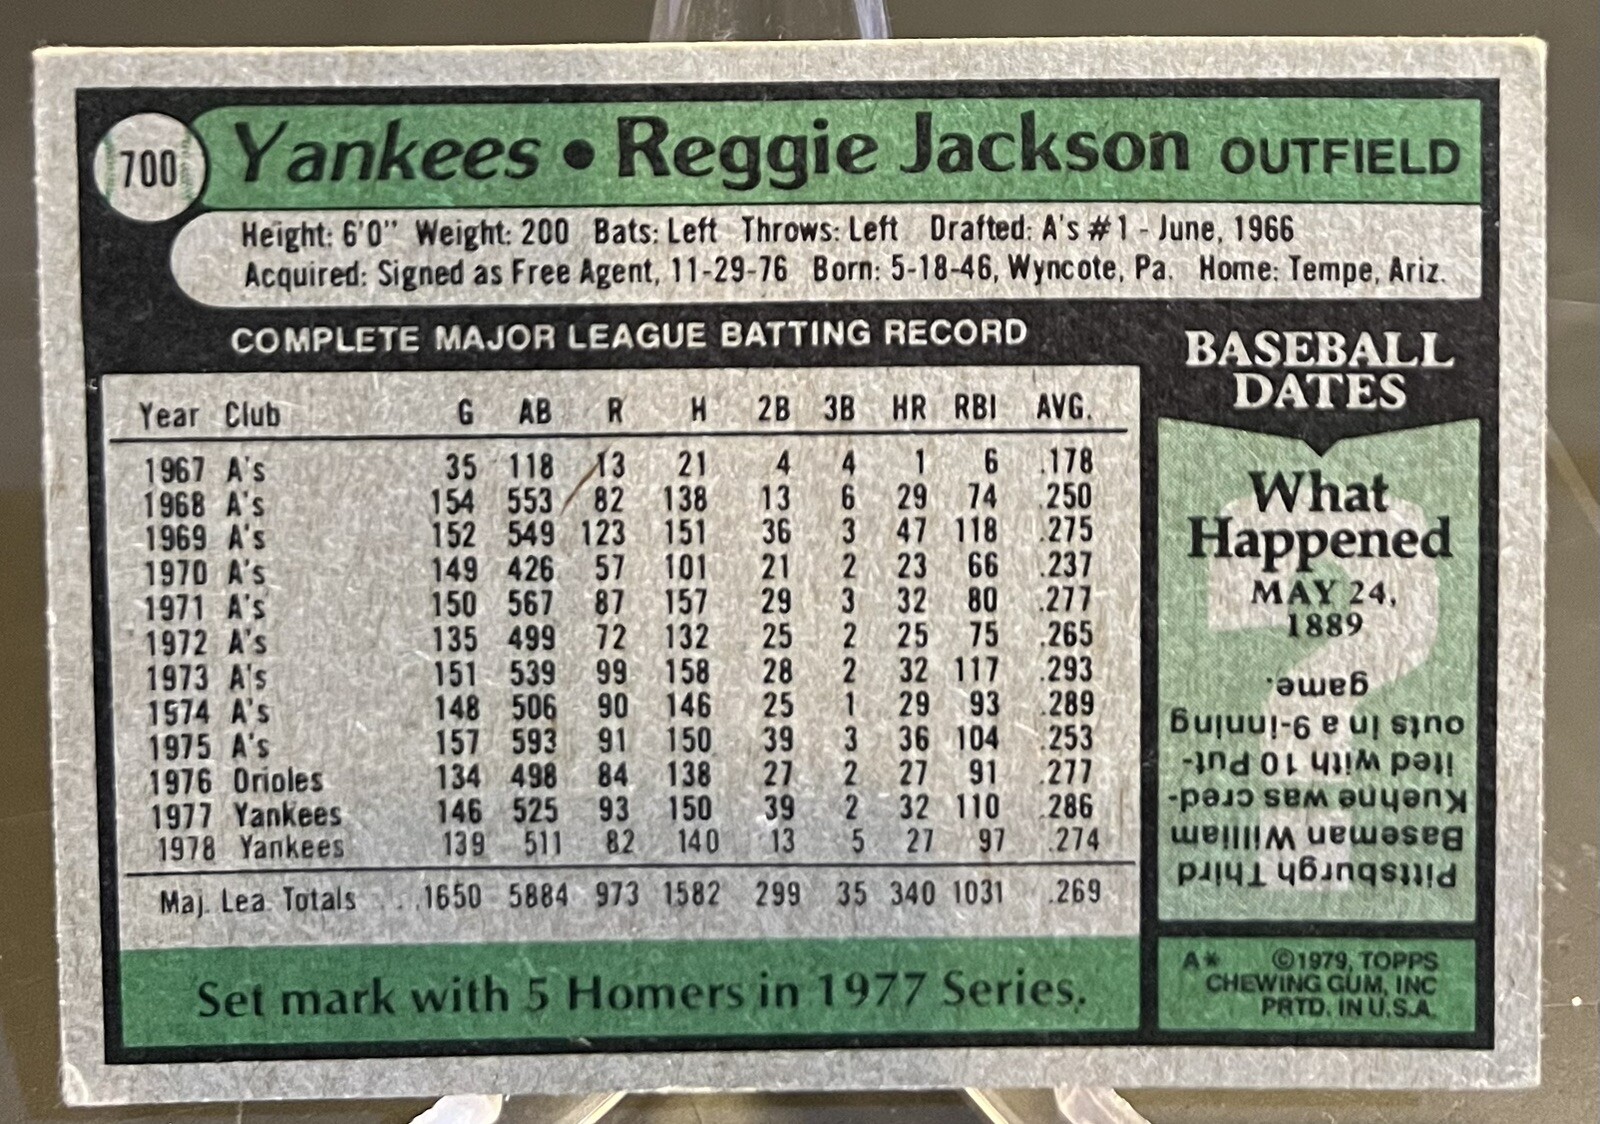 700
Yankees • Reggie Jackson OUTFIELD
Height: 6'0" Weight: 200 Bats: Left Throws: Left Drafted: A's #1 - June, 1966
Acquired: Signed as Free Agent, 11-29-76 Born: 5-18-46, Wyncote, Pa. Home: Tempe, Ariz.
COMPLETE MAJOR LEAGUE BATTING RECORD
Year Club G AB R H 2B 3B HR RBI AVG.
1967 A's 35 118 13 21 4 4 1 6 .178
1968 A's 154 553 82 138 13 6 29 74 .250
1969 A's 152 549 123 151 36 3 47 118 .275
1970 A's 149 426 57 101 21 2 23 66 .237
1971 A's 150 567 87 157 29 3 32 80 .277
1972 A's 135 499 72 132 25 2 25 75 .265
1973 A's 151 539 99 158 28 2 32 117 .293
1574 A's 148 506 90 146 25 1 29 93 .289
1975 A's 157 593 91 150 39 3 36 104 .253
1976 Orioles 134 498 84 138 27 2 27 91 .277
1977 Yankees 146 525 93 150 39 2 32 110 .286
1978 Yankees 139 511 82 140 13 5 27 97 .274
Maj. Lea. Totals 1650 5884 973 1582 299 35 340 1031 .269
Set mark with 5 Homers in 1977 Series.
BASEBALL
DATES
What
Happened
MAY 24,
1889
Pittsburgh Third
Baseman William
Kuehne was cred-
ited with 10 Put-
outs in a 9-inning
game.
A* ©1979, TOPPS
CHEWING GUM, INC
PRTD. IN U.S.A.